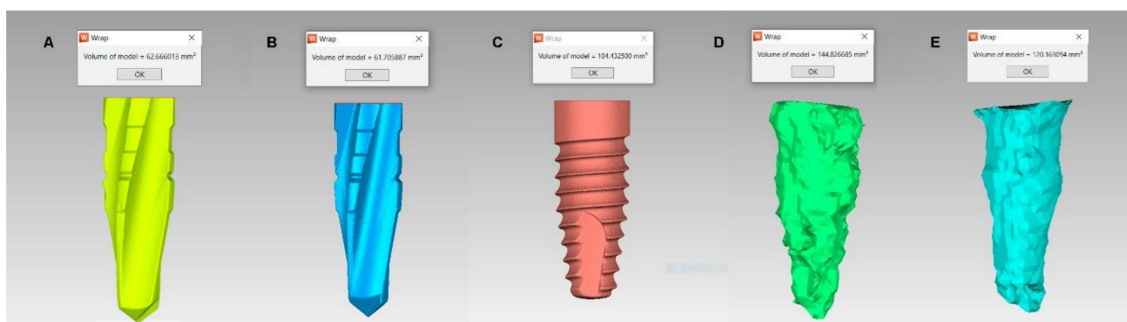 A
Wrap
Volume of model = 62.666013 mm³
OK
B
Wrap
Volume of model = 61.705887 mm³
OK
C
Wrap
Volume of model = 104.432500 mm³
OK
D
Wrap
Volume of model = 144.826685 mm³
OK
E
Wrap
Volume of model = 120.163094 mm³
OK